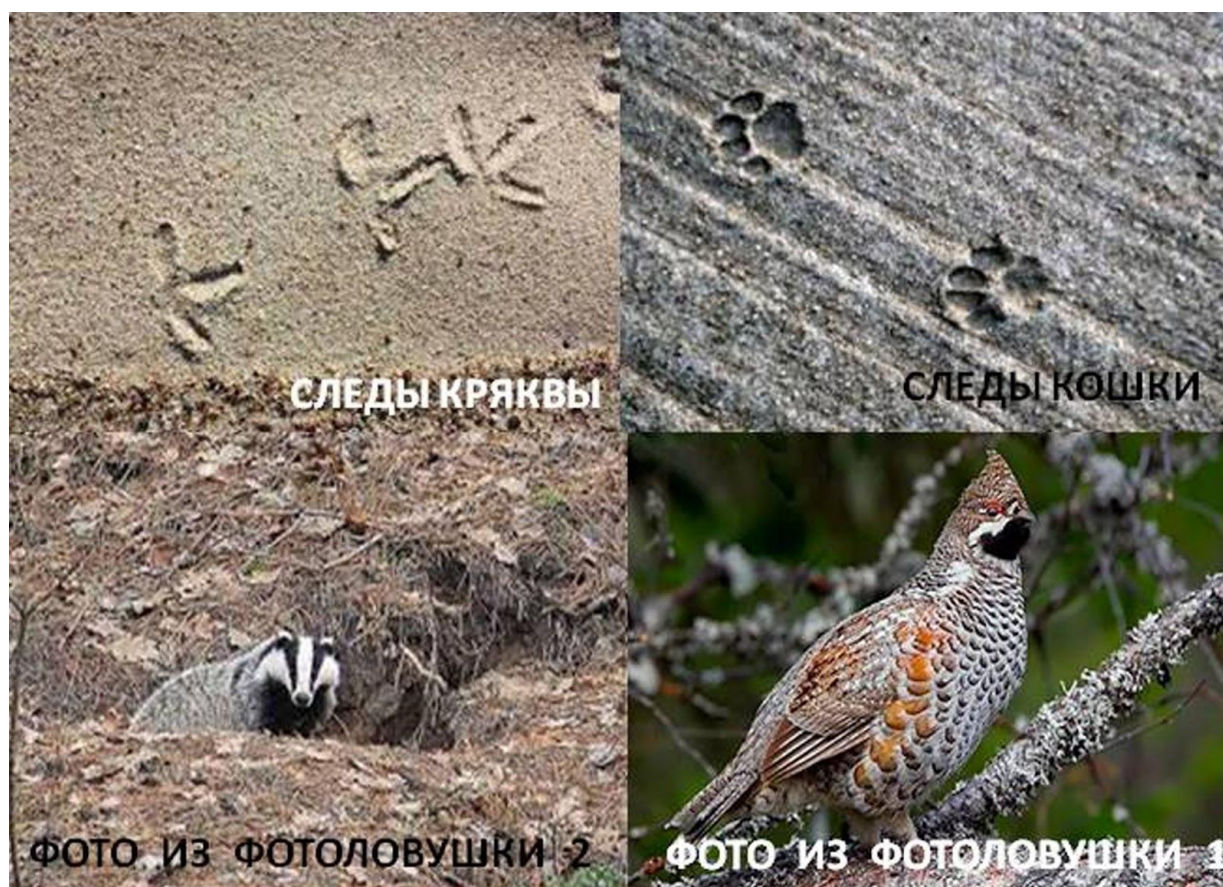 СЛЕДЫ КРЯКВЫ
СЛЕДЫ КОШКИ
ФОТО ИЗ ФОТОЛОВУШКИ 2
ФОТО ИЗ ФОТОЛОВУШКИ 1